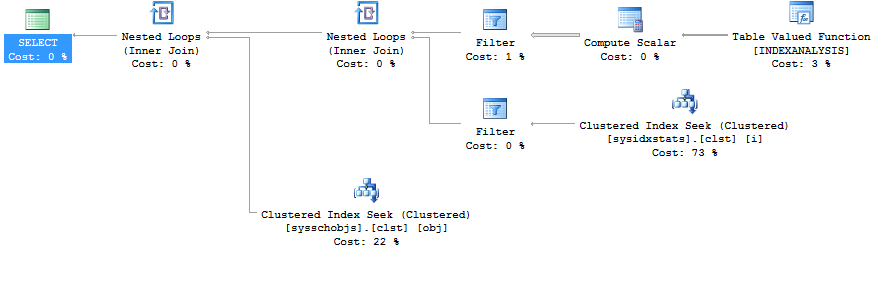 SELECT
Cost: 0 %
Nested Loops
(Inner Join)
Cost: 0 %
Nested Loops
(Inner Join)
Cost: 0 %
Filter
Cost: 1 %
Compute Scalar
Cost: 0 %
Table Valued Function
[INDEXANALYSIS]
Cost: 3 %
Filter
Cost: 0 %
Clustered Index Seek (Clustered)
[sysidxstats].[clst] [i]
Cost: 73 %
Clustered Index Seek (Clustered)
[sysschobjs].[clst] [obj]
Cost: 22 %